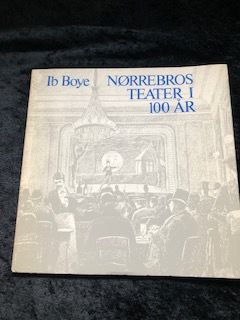 Ib Boye NØRREBROS
TEATER I
100 ÅR